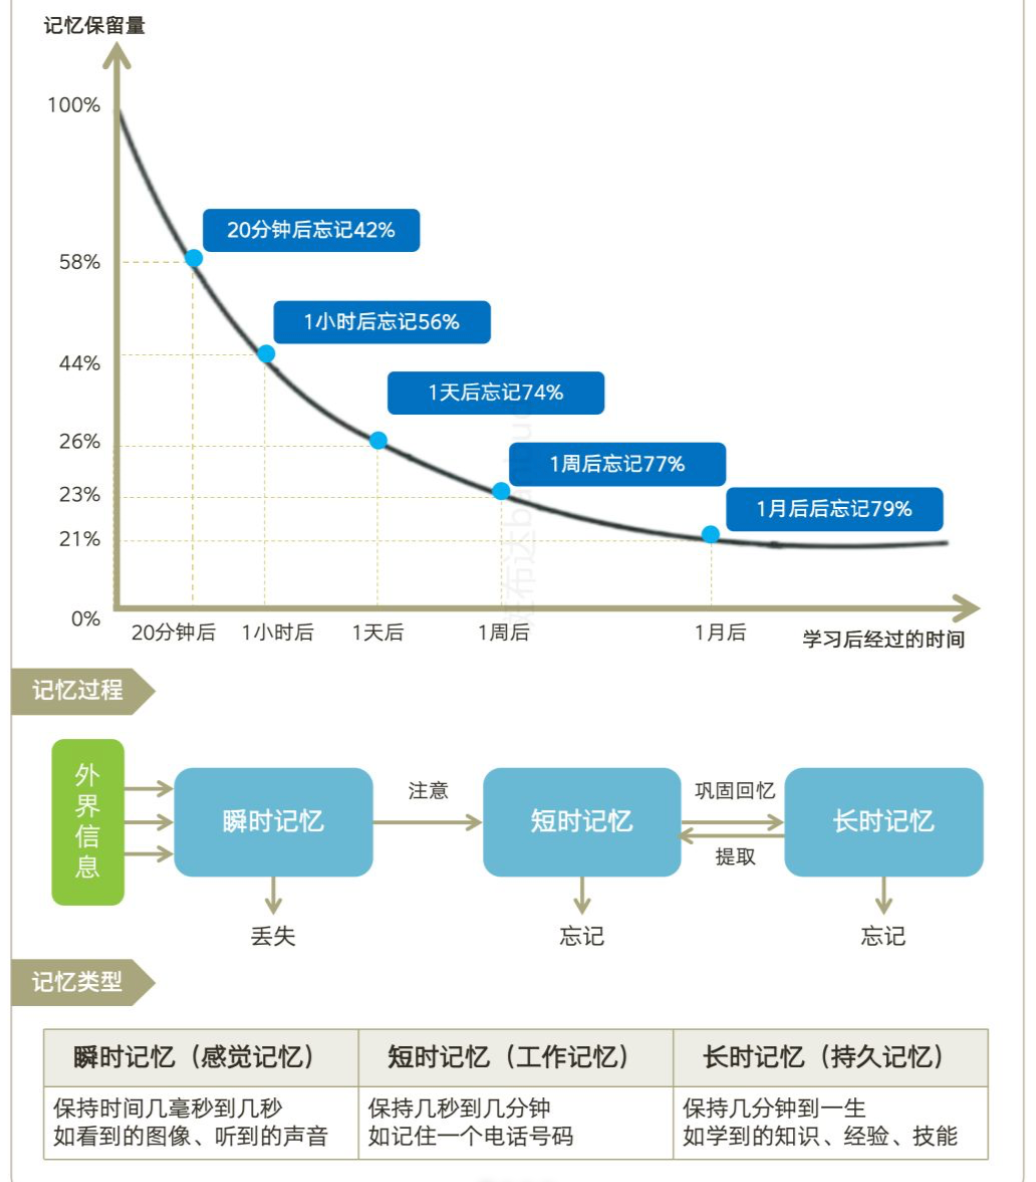 记忆保留量
100%
20分钟后忘记42%
58%
1小时后忘记56%
44%
1天后忘记74%
26%
1周后忘记77%
23%
1月后后忘记79%
21%
0%
20分钟后 1小时后 1天后 1周后 1月后 学习后经过的时间
记忆过程
外界信息
瞬时记忆
注意
短时记忆
巩固回忆
提取
长时记忆
丢失 忘记 忘记
记忆类型
瞬时记忆（感觉记忆） 短时记忆（工作记忆） 长时记忆（持久记忆）
保持时间几毫秒到几秒 保持几秒到几分钟 保持几分钟到一生
如看到的图像、听到的声音 如记住一个电话号码 如学到的知识、经验、技能